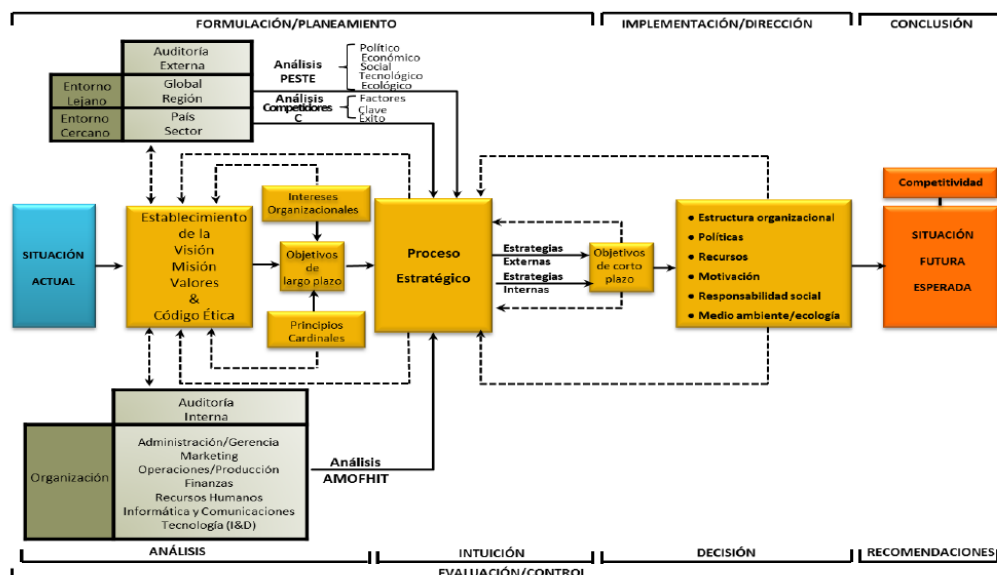 FORMULACIÓN/PLANEAMIENTO
IMPLEMENTACIÓN/DIRECCIÓN
CONCLUSIÓN
Auditoría
Externa
Entorno
Lejano
Global
Región
Entorno
Cercano
País
Sector
Análisis
PESTE
Político
Económico
Social
Tecnológico
Ecológico
Análisis
Competidores
C
Factores
Clave
Éxito
SITUACIÓN
ACTUAL
Establecimiento
de la
Visión
Misión
Valores
&
Código Ética
Intereses
Organizacionales
Objetivos
de
largo plazo
Principios
Cardinales
Proceso
Estratégico
Estrategias
Externas
Estrategias
Internas
Objetivos
de corto
plazo
• Estructura organizacional
• Políticas
• Recursos
• Motivación
• Responsabilidad social
• Medio ambiente/ecología
Competitividad
SITUACIÓN
FUTURA
ESPERADA
Auditoría
Interna
Organización
Administración/Gerencia
Marketing
Operaciones/Producción
Finanzas
Recursos Humanos
Informática y Comunicaciones
Tecnología (I&D)
Análisis
AMOFHIT
ANÁLISIS
INTUICIÓN
DECISIÓN
RECOMENDACIONES
EVALUACIÓN/CONTROL